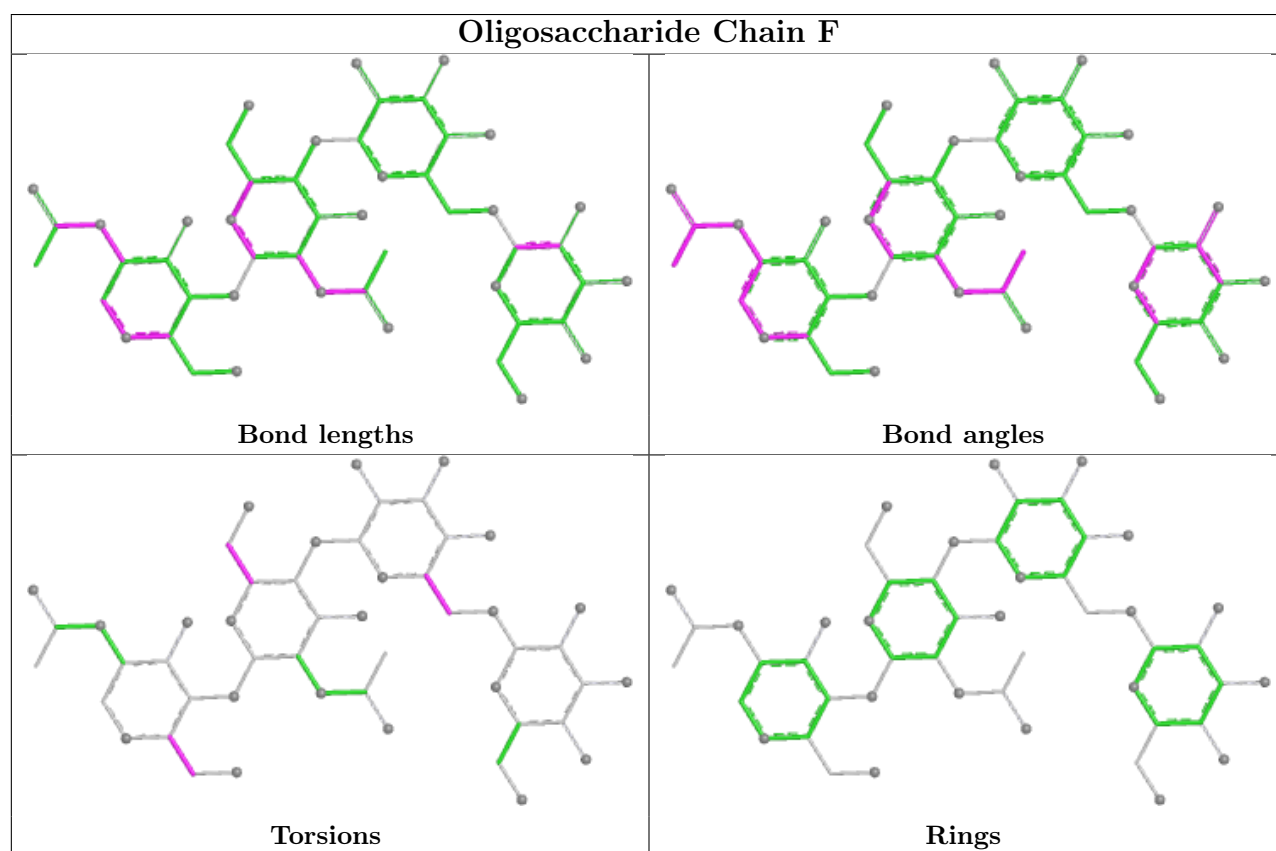 Oligosaccharide Chain F
Bond lengths
Bond angles
Torsions
Rings